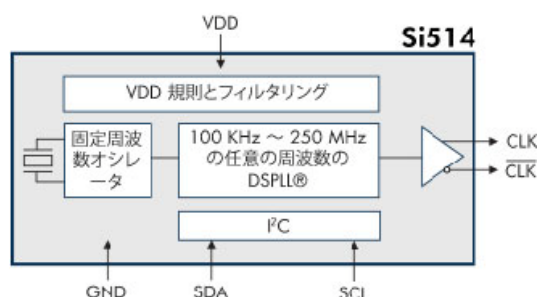 VDD
Si514
VDD 規則とフィルタリング
固定周波
数オシレ
ータ
100 KHz ～ 250 MHz
の任意の周波数の
DSPLL®
CLK
CLK
I²C
GND
SDA
SCL